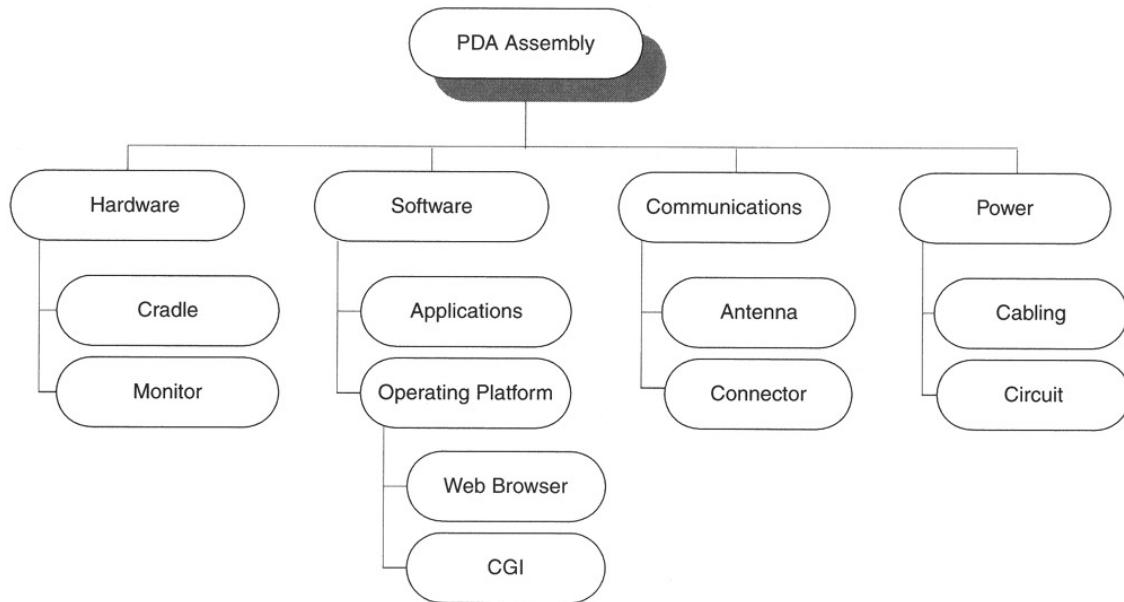 PDA Assembly
Hardware
Software
Communications
Power
Cradle
Applications
Antenna
Cabling
Monitor
Operating Platform
Connector
Circuit
Web Browser
CGI